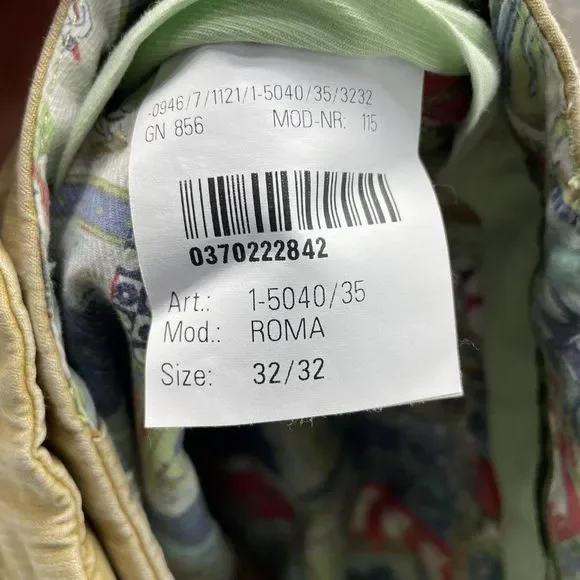 -0946/7/1121/1-5040/35/3232
GN 856 MOD-NR: 115
0370222842
Art.: 1-5040/35
Mod.: ROMA
Size: 32/32